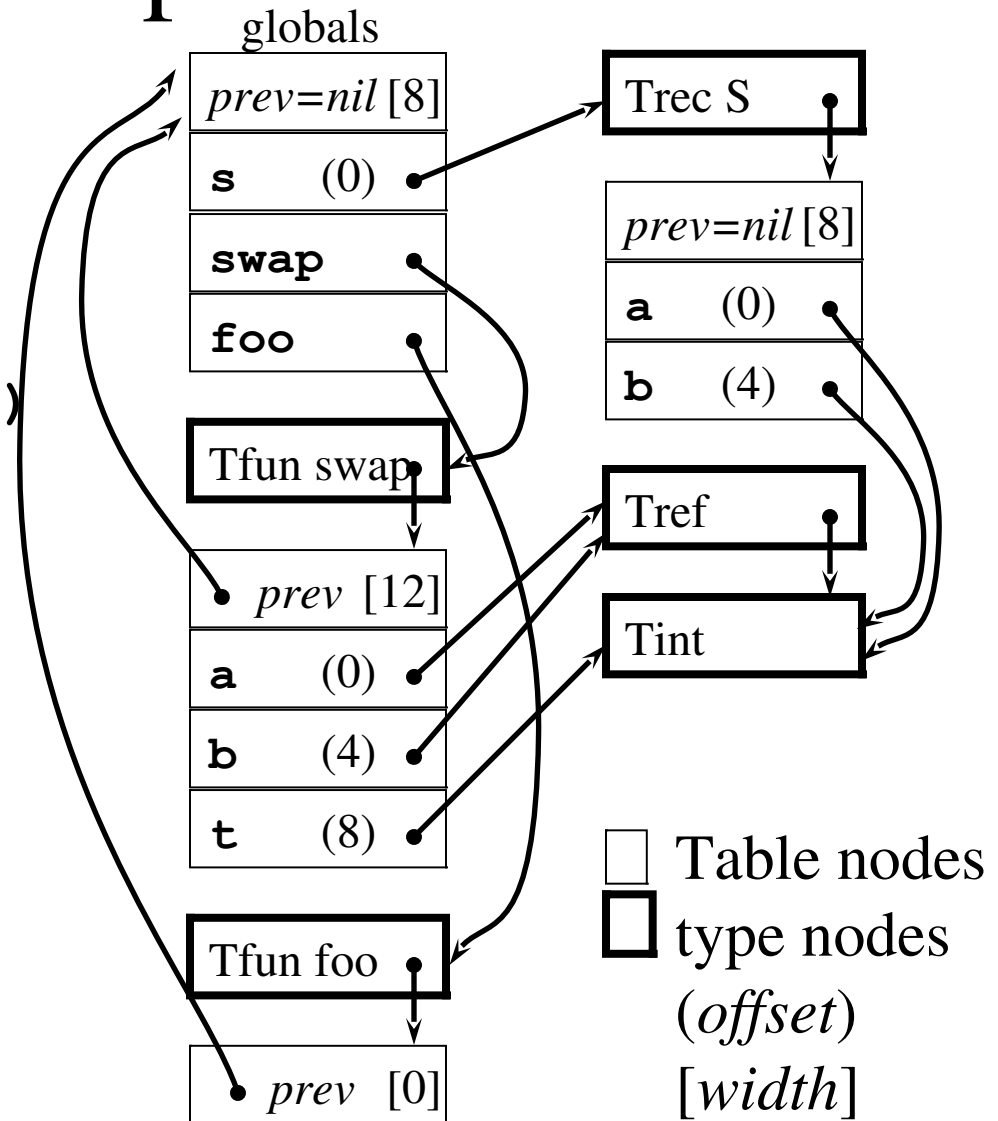 globals
prev=nil [8]
s (0)
swap
foo
)
Tfun swap
prev [12]
a (0)
b (4)
t (8)
Tfun foo
prev [0]
Trec S
prev=nil [8]
a (0)
b (4)
Tref
Tint
Table nodes
type nodes
(offset)
[width]